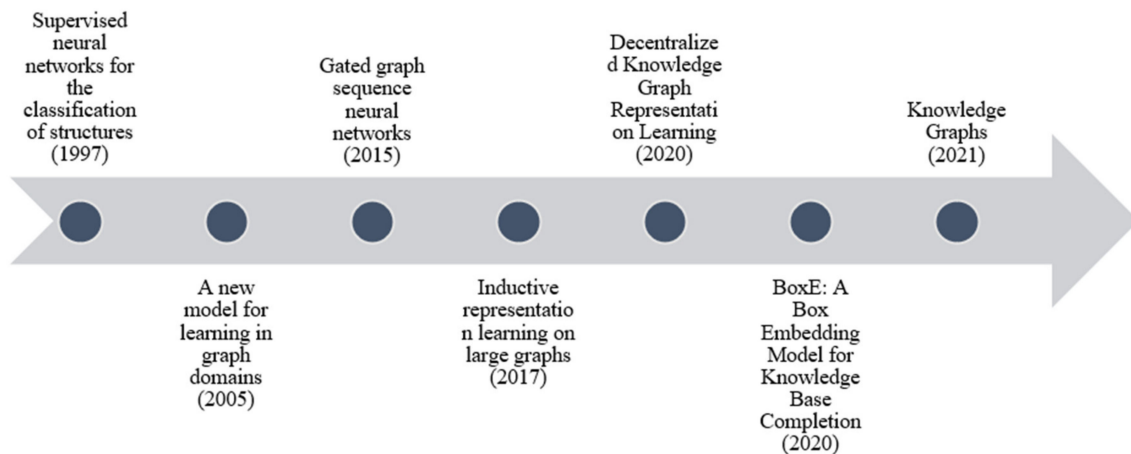 Supervised
neural
networks for
the
classification
of structures
(1997)
A new
model for
learning in
graph
domains
(2005)
Gated graph
sequence
neural
networks
(2015)
Inductive
representatio
n learning on
large graphs
(2017)
Decentralize
d Knowledge
Graph
Representati
on Learning
(2020)
BoxE: A
Box
Embedding
Model for
Knowledge
Base
Completion
(2020)
Knowledge
Graphs
(2021)